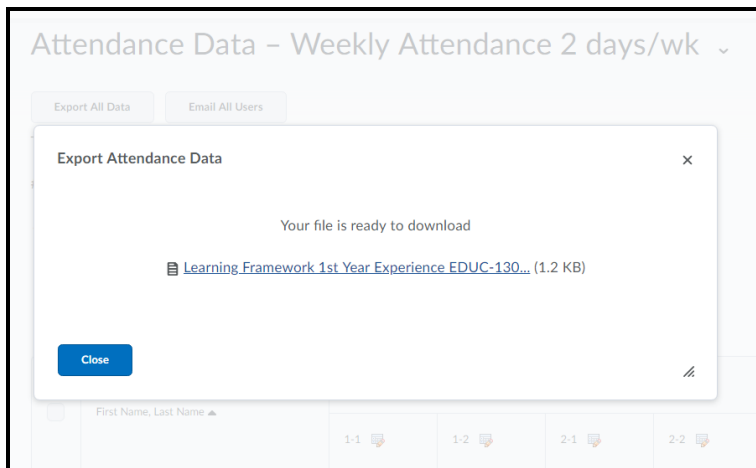 Attendance Data – Weekly Attendance 2 days/wk
Export All Data Email All Users
Export Attendance Data
Your file is ready to download
Learning Framework 1st Year Experience EDUC-130... (1.2 KB)
Close
First Name, Last Name
1-1 1-2 2-1 2-2